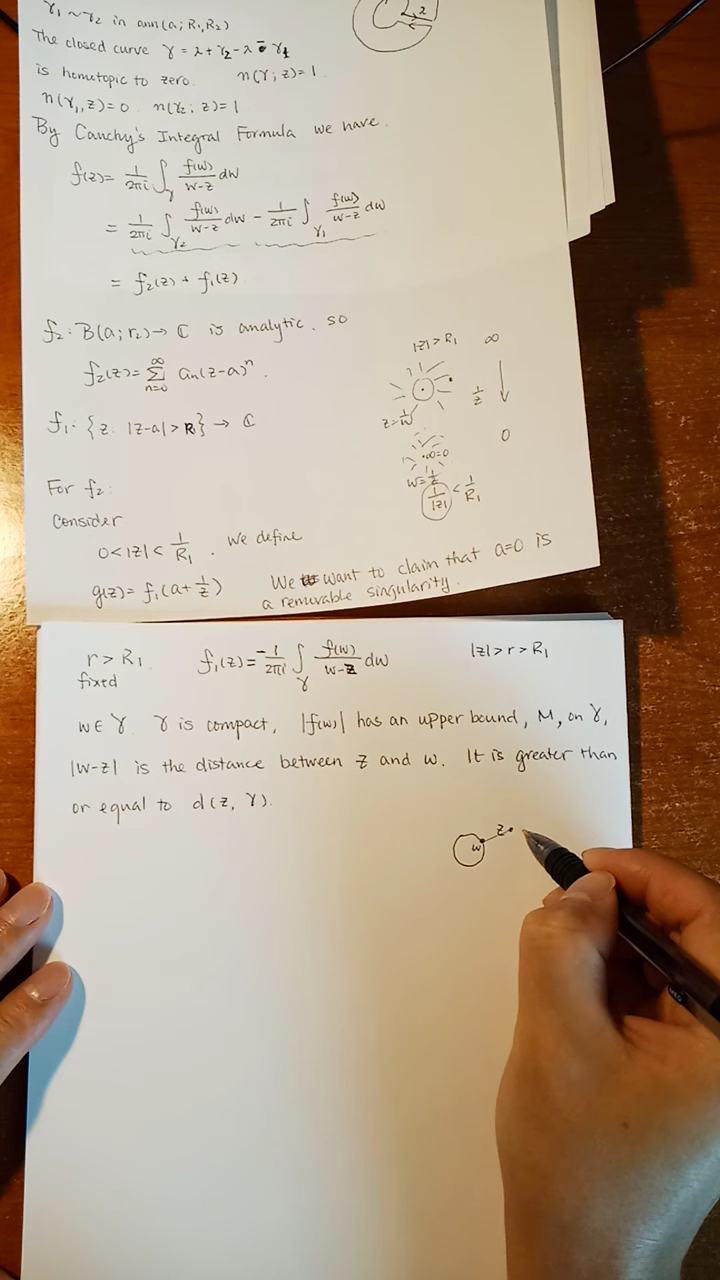 γ₁ ~ γ₂ in ann(a; R₁, R₂)
The closed curve γ = λ + γ₂ - λ - γ₁
is homotopic to zero. n(γ; z) = 1.
n(γ₁, z) = 0 n(γ₂; z) = 1
λ
By Cauchy's Integral Formula we have.
f(z) = 1/2πi ∫_γ f(w)/w-z dw
= 1/2πi ∫_γ₂ f(w)/w-z dw - 1/2πi ∫_γ₁ f(w)/w-z dw
= f₂(z) + f₁(z)
f₂: B(a; r₂) → ℂ is analytic. so
f₂(z) = ∑_{n=0}^∞ aₙ(z-a)ⁿ.
f₁: {z: |z-a| > R₁} → ℂ
|z| > R₁ ∞
1/z
z = 1/w 0
∞=0
w = 1/z
1/|z| < 1/R₁
For f₂:
Consider
0 < |z| < 1/R₁. We define
g(z) = f₁(a + 1/z) We want to claim that a=0 is
a removable singularity.
r > R₁ f₁(z) = -1/2πi ∫_γ f(w)/w-z dw |z| > r > R₁
fixed
w ∈ γ. γ is compact, |f(w)| has an upper bound, M, on γ,
|w-z| is the distance between z and w. It is greater than
or equal to d(z, γ).
z
w